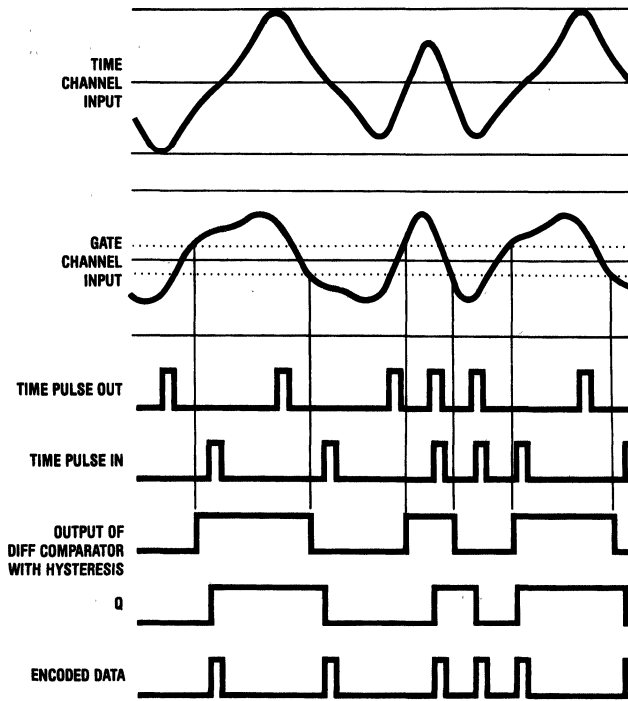 TIME
CHANNEL
INPUT
GATE
CHANNEL
INPUT
TIME PULSE OUT
TIME PULSE IN
OUTPUT OF
DIFF COMPARATOR
WITH HYSTERESIS
Q
ENCODED DATA